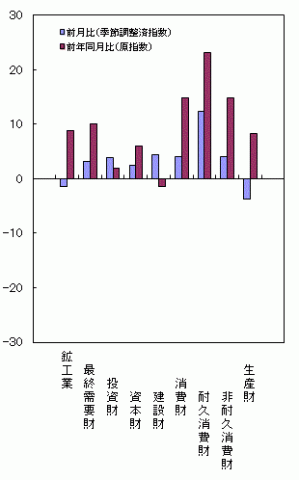 前月比(季節調整済指数)
前年同月比(原指数)
30
20
10
0
-10
-20
-30
鉱工業
最終需要財
投資財
資本財
建設財
消費財
耐久消費財
非耐久消費財
生産財